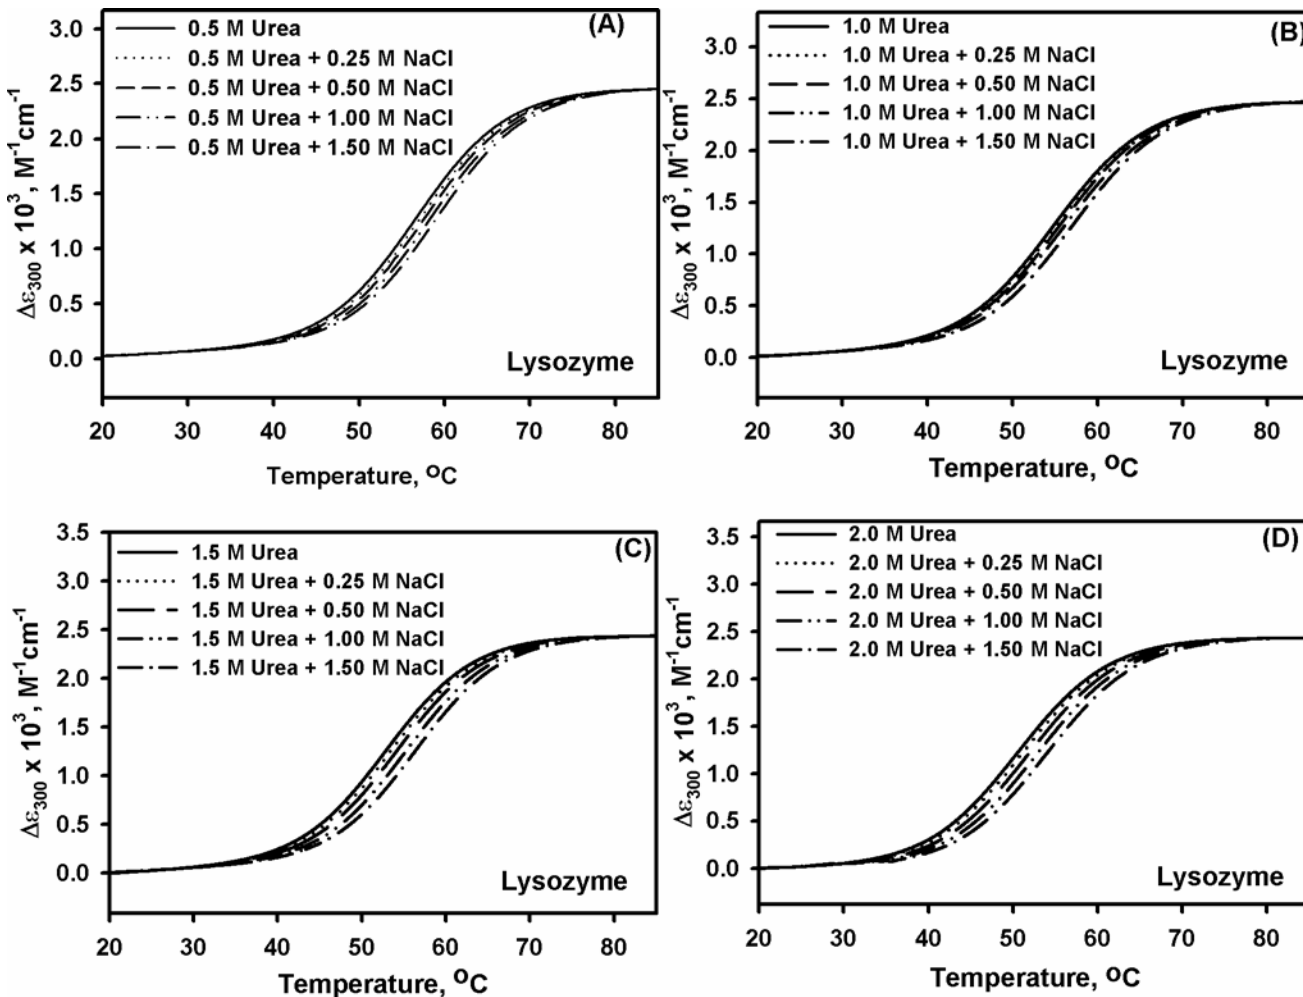 (A)
0.5 M Urea
0.5 M Urea + 0.25 M NaCl
0.5 M Urea + 0.50 M NaCl
0.5 M Urea + 1.00 M NaCl
0.5 M Urea + 1.50 M NaCl
3.0
2.5
2.0
1.5
1.0
0.5
0.0
Δε300 x 10³, M⁻¹cm⁻¹
Lysozyme
20 30 40 50 60 70 80
Temperature, ºC
(B)
1.0 M Urea
1.0 M Urea + 0.25 M NaCl
1.0 M Urea + 0.50 M NaCl
1.0 M Urea + 1.00 M NaCl
1.0 M Urea + 1.50 M NaCl
3.0
2.5
2.0
1.5
1.0
0.5
0.0
Δε300 x 10³, M⁻¹cm⁻¹
Lysozyme
20 30 40 50 60 70 80
Temperature, ºC
(C)
1.5 M Urea
1.5 M Urea + 0.25 M NaCl
1.5 M Urea + 0.50 M NaCl
1.5 M Urea + 1.00 M NaCl
1.5 M Urea + 1.50 M NaCl
3.5
3.0
2.5
2.0
1.5
1.0
0.5
0.0
Δε300 x 10³, M⁻¹cm⁻¹
Lysozyme
20 30 40 50 60 70 80
Temperature, ºC
(D)
2.0 M Urea
2.0 M Urea + 0.25 M NaCl
2.0 M Urea + 0.50 M NaCl
2.0 M Urea + 1.00 M NaCl
2.0 M Urea + 1.50 M NaCl
3.5
3.0
2.5
2.0
1.5
1.0
0.5
0.0
Δε300 x 10³, M⁻¹cm⁻¹
Lysozyme
20 30 40 50 60 70 80
Temperature, ºC